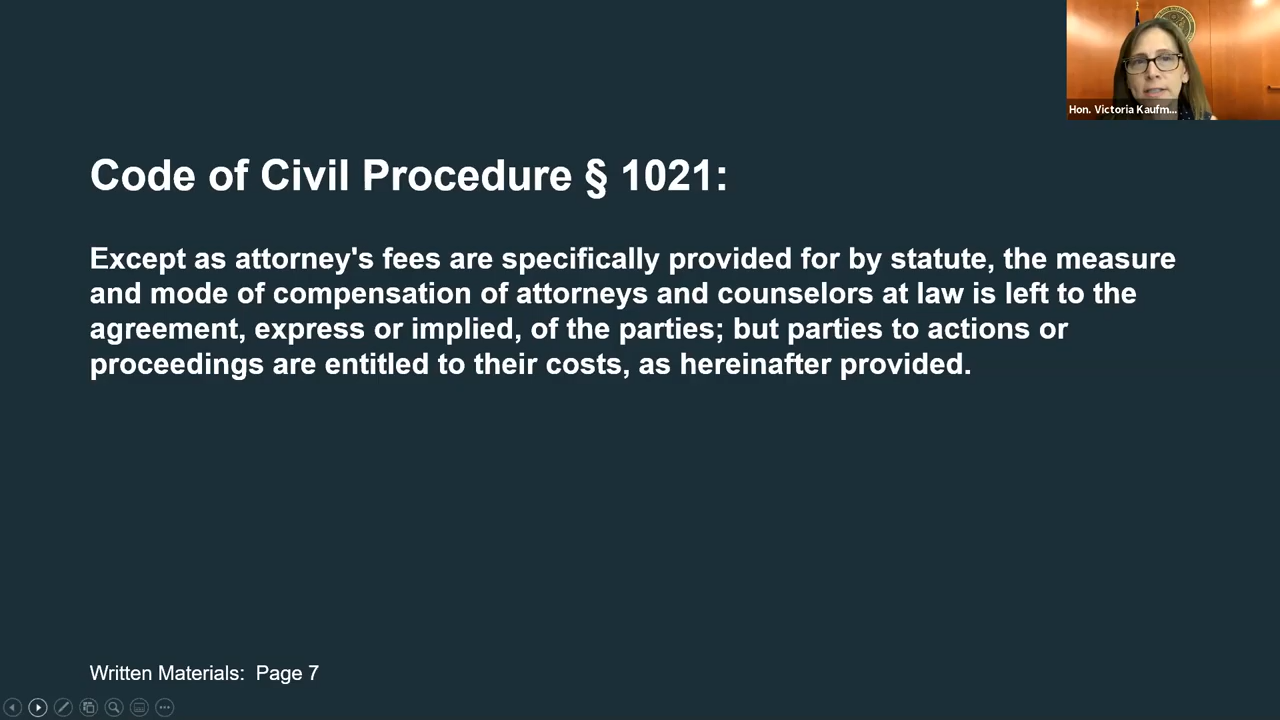 Hon. Victoria Kaufm...
Code of Civil Procedure § 1021:
Except as attorney's fees are specifically provided for by statute, the measure
and mode of compensation of attorneys and counselors at law is left to the
agreement, express or implied, of the parties; but parties to actions or
proceedings are entitled to their costs, as hereinafter provided.
Written Materials:  Page 7